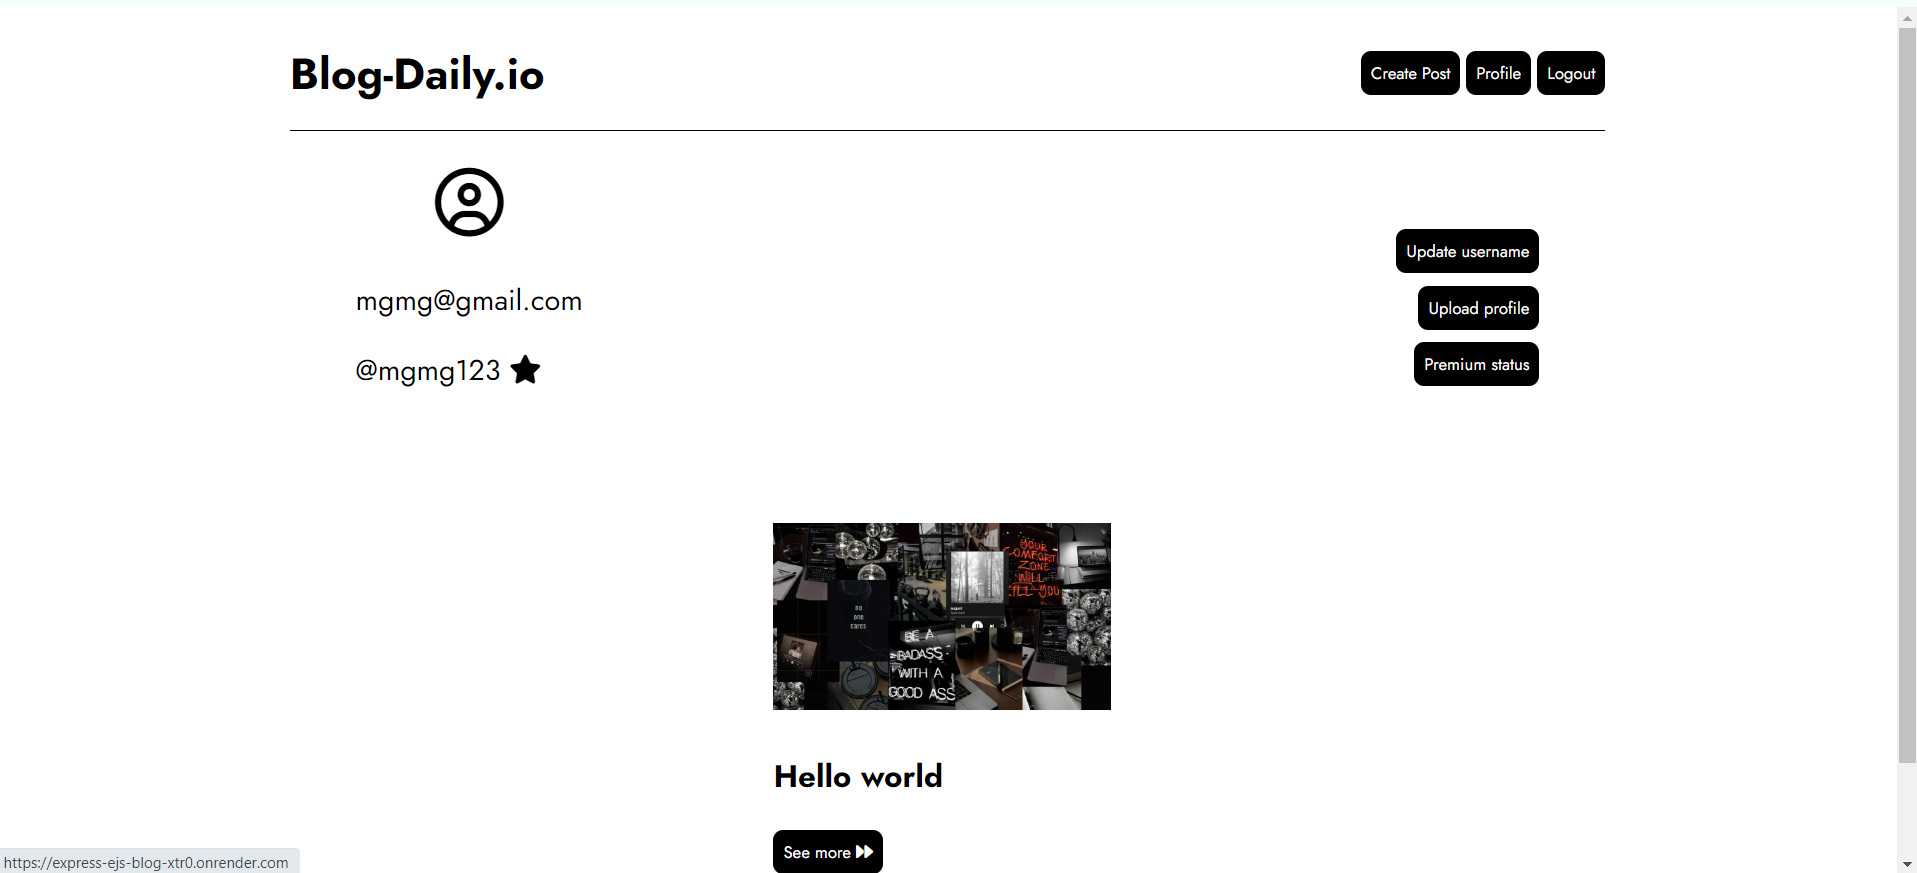 Blog-Daily.io
Create Post
Profile
Logout
mgmg@gmail.com
@mgmg123
Update username
Upload profile
Premium status
YOUR
COMFORT
ZONE
WILL
KILL YOU
no
one
cares
august
BE A
BADASS
WITH A
GOOD ASS
Hello world
See more
https://express-ejs-blog-xtr0.onrender.com